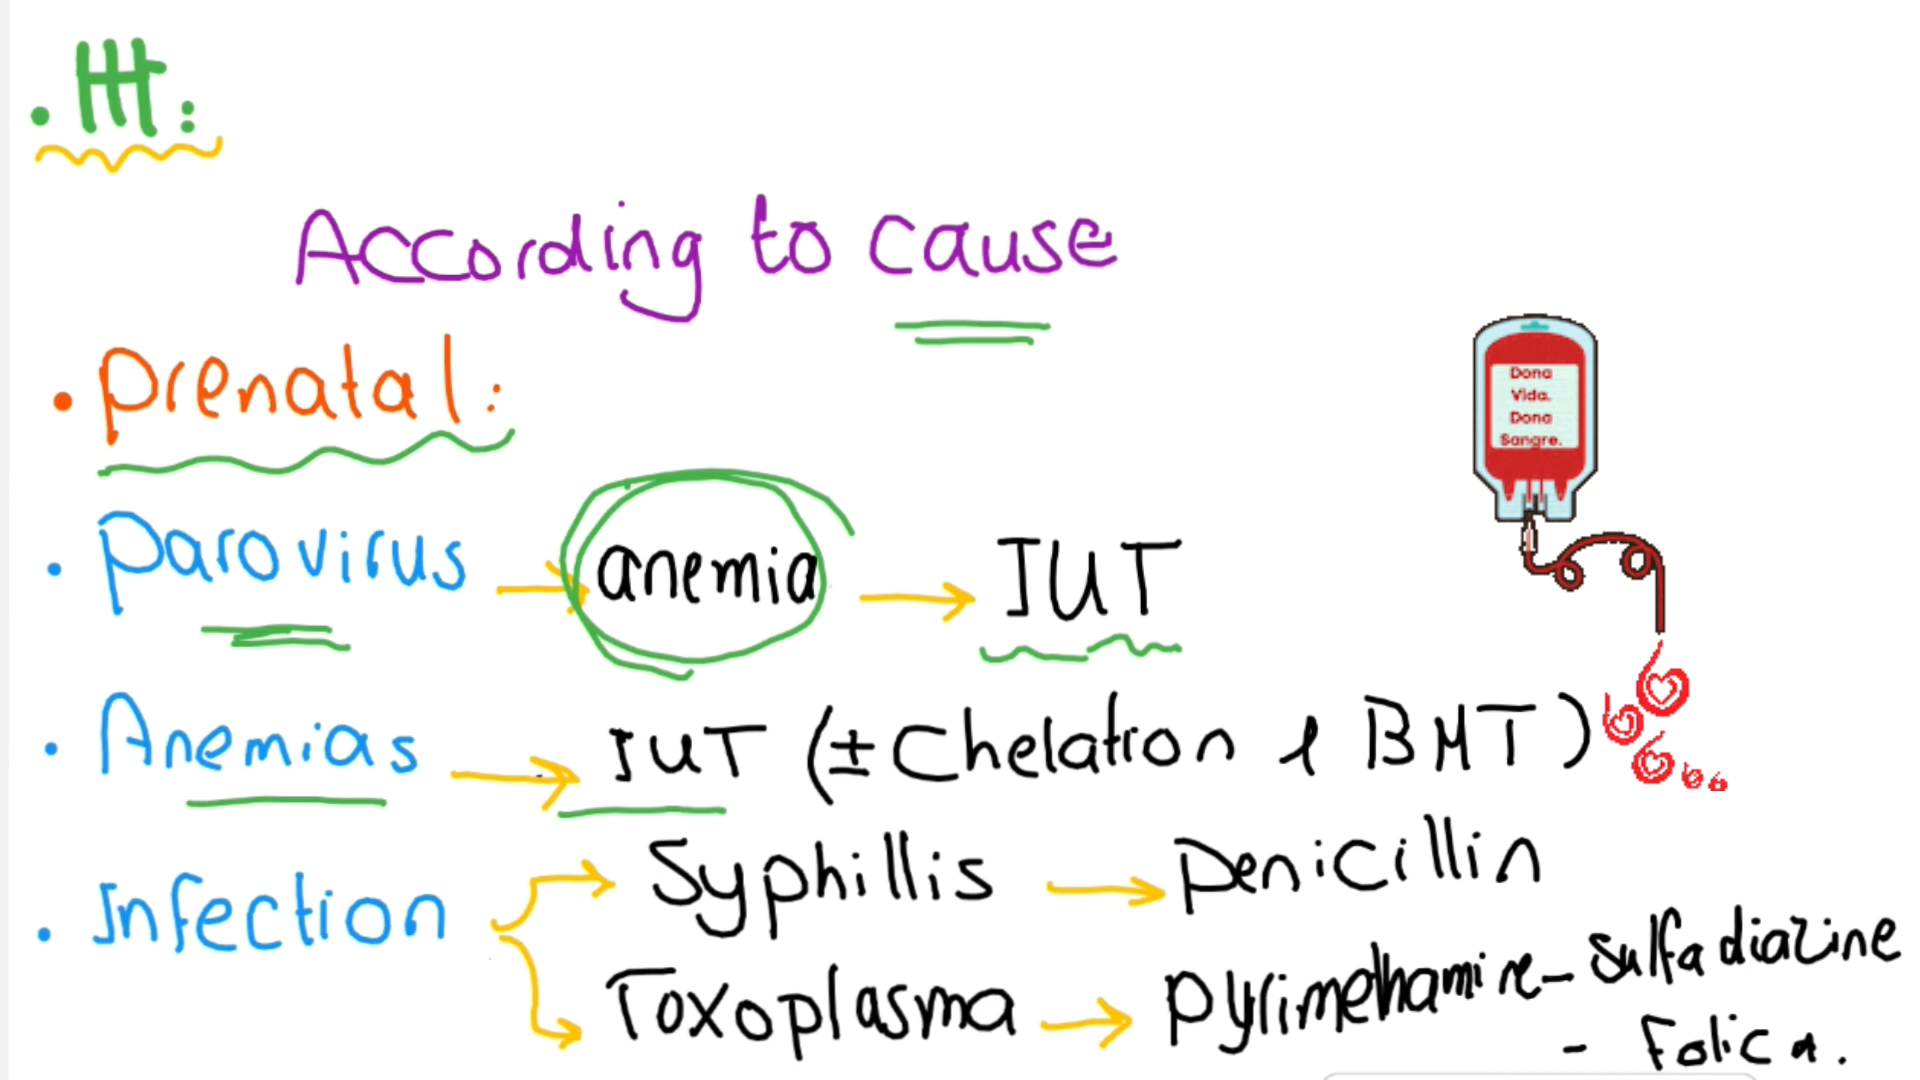 . ttt :
According to cause
. prenatal :
. parovirus → anemia → IUT
. Anemias → IUT (± Chelation & BMT)
. Infection → Syphillis → penicillin
→ Toxoplasma → pyrimethamine - sulfadiazine
- Folic a.
Dona
Vida.
Dona
Sangre.